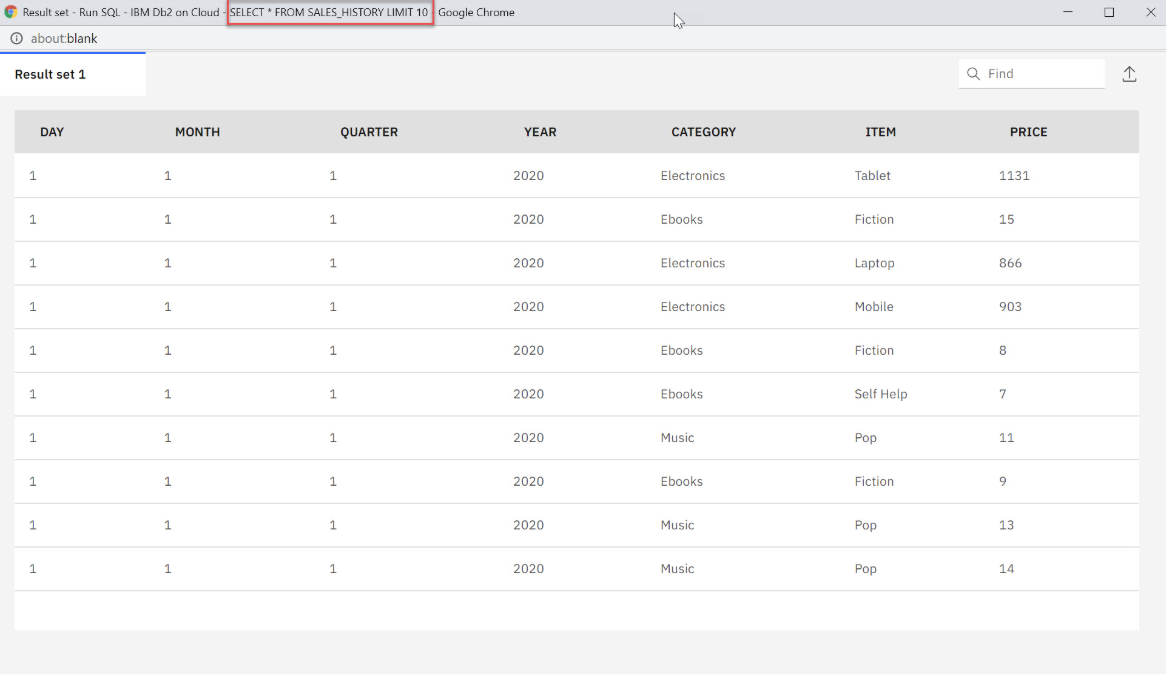 Result set - Run SQL - IBM Db2 on Cloud - SELECT * FROM SALES_HISTORY LIMIT 10 - Google Chrome
about:blank
Result set 1
Find
DAY MONTH QUARTER YEAR CATEGORY ITEM PRICE
1 1 1 2020 Electronics Tablet 1131
1 1 1 2020 Ebooks Fiction 15
1 1 1 2020 Electronics Laptop 866
1 1 1 2020 Electronics Mobile 903
1 1 1 2020 Ebooks Fiction 8
1 1 1 2020 Ebooks Self Help 7
1 1 1 2020 Music Pop 11
1 1 1 2020 Ebooks Fiction 9
1 1 1 2020 Music Pop 13
1 1 1 2020 Music Pop 14